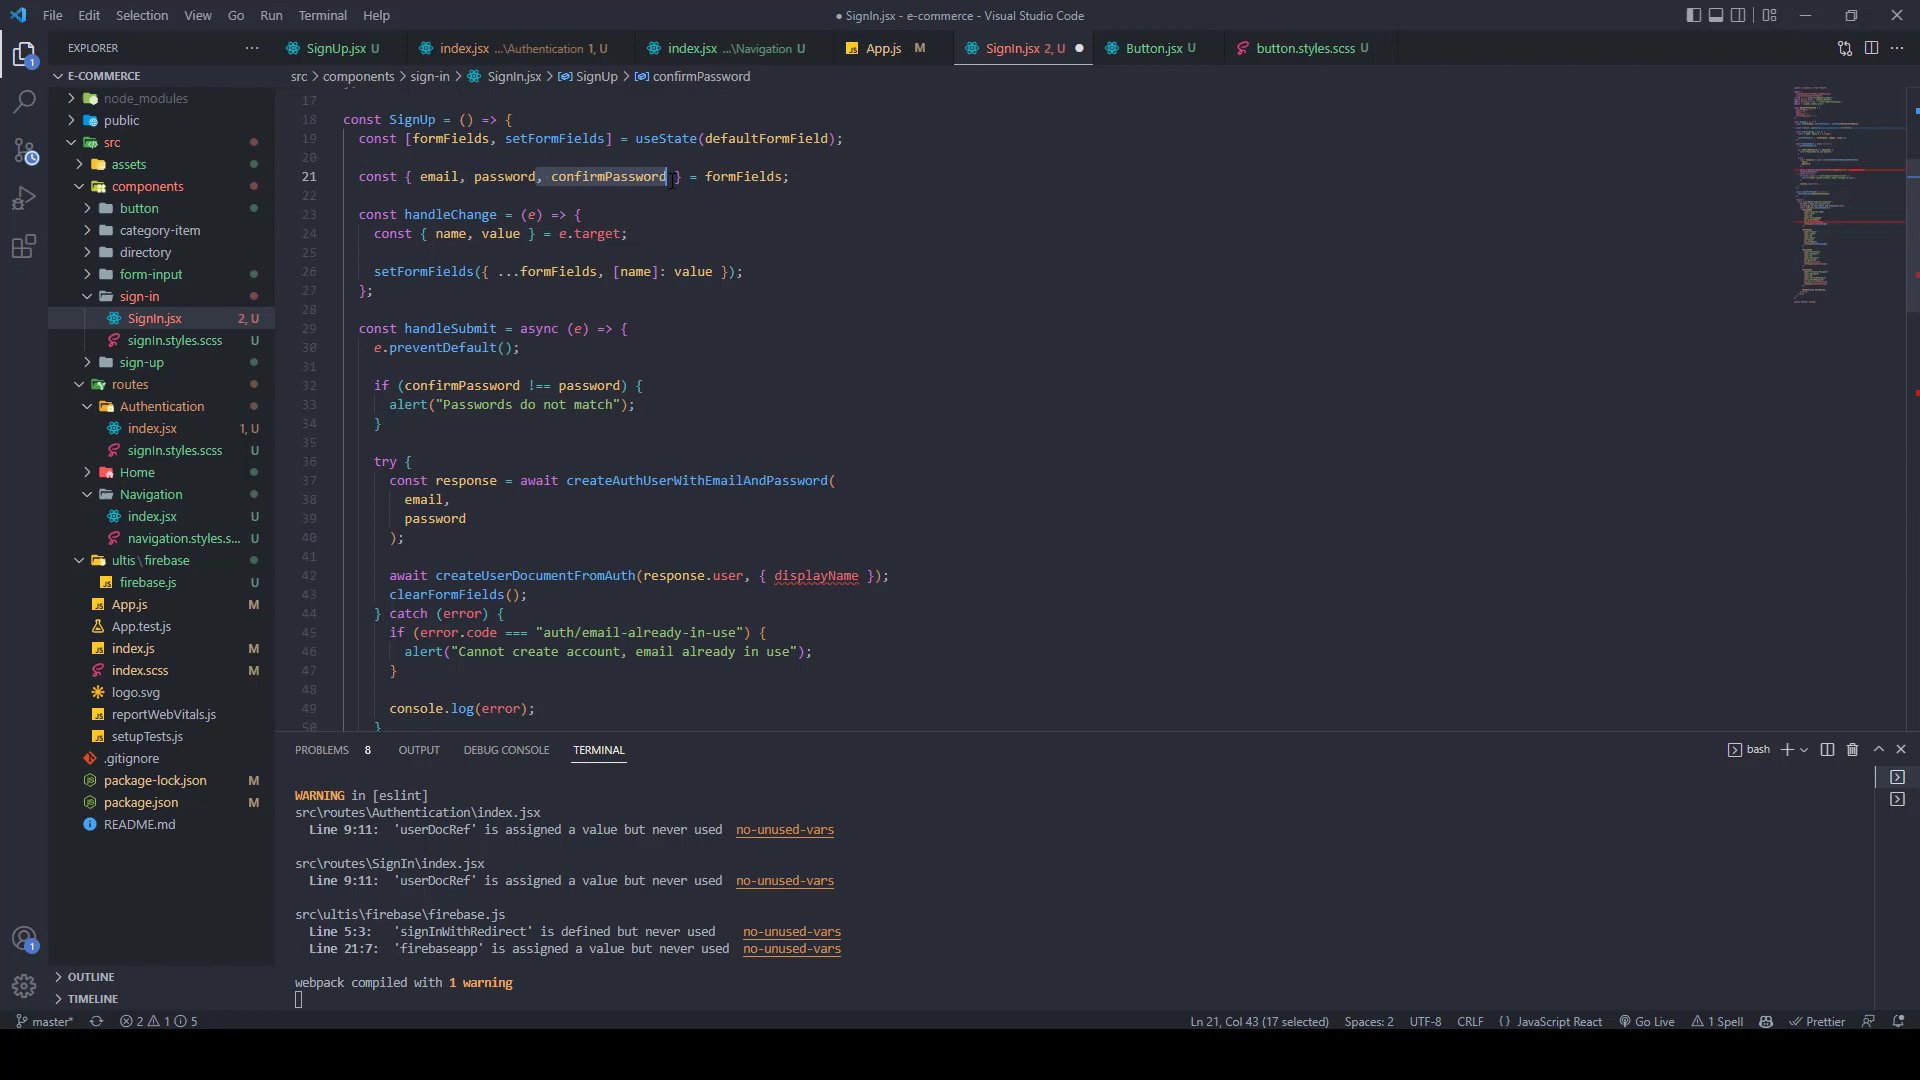 File Edit Selection View Go Run Terminal Help
● SignIn.jsx - e-commerce - Visual Studio Code
EXPLORER
E-COMMERCE
node_modules
public
src
assets
components
button
category-item
directory
form-input
sign-in
SignIn.jsx 2, U
signIn.styles.scss U
sign-up
routes
Authentication
index.jsx 1, U
signIn.styles.scss U
Home
Navigation
index.jsx U
navigation.styles.s... U
ultis\firebase
firebase.js U
App.js M
App.test.js
index.js M
index.scss M
logo.svg
reportWebVitals.js
setupTests.js
.gitignore
package-lock.json M
package.json M
README.md
OUTLINE
TIMELINE
SignUp.jsx U
index.jsx ...\Authentication 1, U
index.jsx ...\Navigation U
App.js M
SignIn.jsx 2, U ●
Button.jsx U
button.styles.scss U
src > components > sign-in > SignIn.jsx > SignUp > confirmPassword
17
18 const SignUp = () => {
19 const [formFields, setFormFields] = useState(defaultFormField);
20
21 const { email, password, confirmPassword } = formFields;
22
23 const handleChange = (e) => {
24 const { name, value } = e.target;
25
26 setFormFields({ ...formFields, [name]: value });
27 };
28
29 const handleSubmit = async (e) => {
30 e.preventDefault();
31
32 if (confirmPassword !== password) {
33 alert("Passwords do not match");
34 }
35
36 try {
37 const response = await createAuthUserWithEmailAndPassword(
38 email,
39 password
40 );
41
42 await createUserDocumentFromAuth(response.user, { displayName });
43 clearFormFields();
44 } catch (error) {
45 if (error.code === "auth/email-already-in-use") {
46 alert("Cannot create account, email already in use");
47 }
48
49 console.log(error);
50 }
PROBLEMS 8 OUTPUT DEBUG CONSOLE TERMINAL
bash
WARNING in [eslint]
src\routes\Authentication\index.jsx
Line 9:11: 'userDocRef' is assigned a value but never used no-unused-vars
src\routes\SignIn\index.jsx
Line 9:11: 'userDocRef' is assigned a value but never used no-unused-vars
src\ultis\firebase\firebase.js
Line 5:3: 'signInWithRedirect' is defined but never used no-unused-vars
Line 21:7: 'firebaseapp' is assigned a value but never used no-unused-vars
webpack compiled with 1 warning
master* 2 1 5
Ln 21, Col 43 (17 selected) Spaces: 2 UTF-8 CRLF {} JavaScript React Go Live 1 Spell Prettier